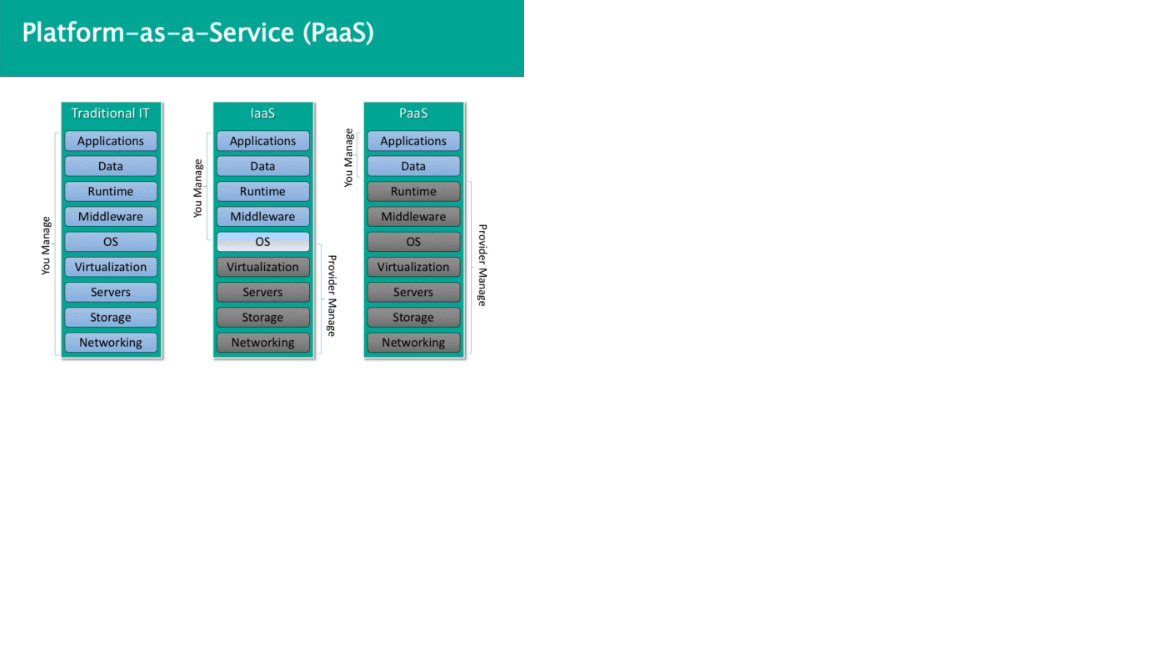 Platform-as-a-Service (PaaS)
Traditional IT
Applications
Data
Runtime
Middleware
OS
Virtualization
Servers
Storage
Networking
You Manage
IaaS
Applications
Data
Runtime
Middleware
OS
Virtualization
Servers
Storage
Networking
You Manage
Provider Manage
PaaS
Applications
Data
Runtime
Middleware
OS
Virtualization
Servers
Storage
Networking
You Manage
Provider Manage